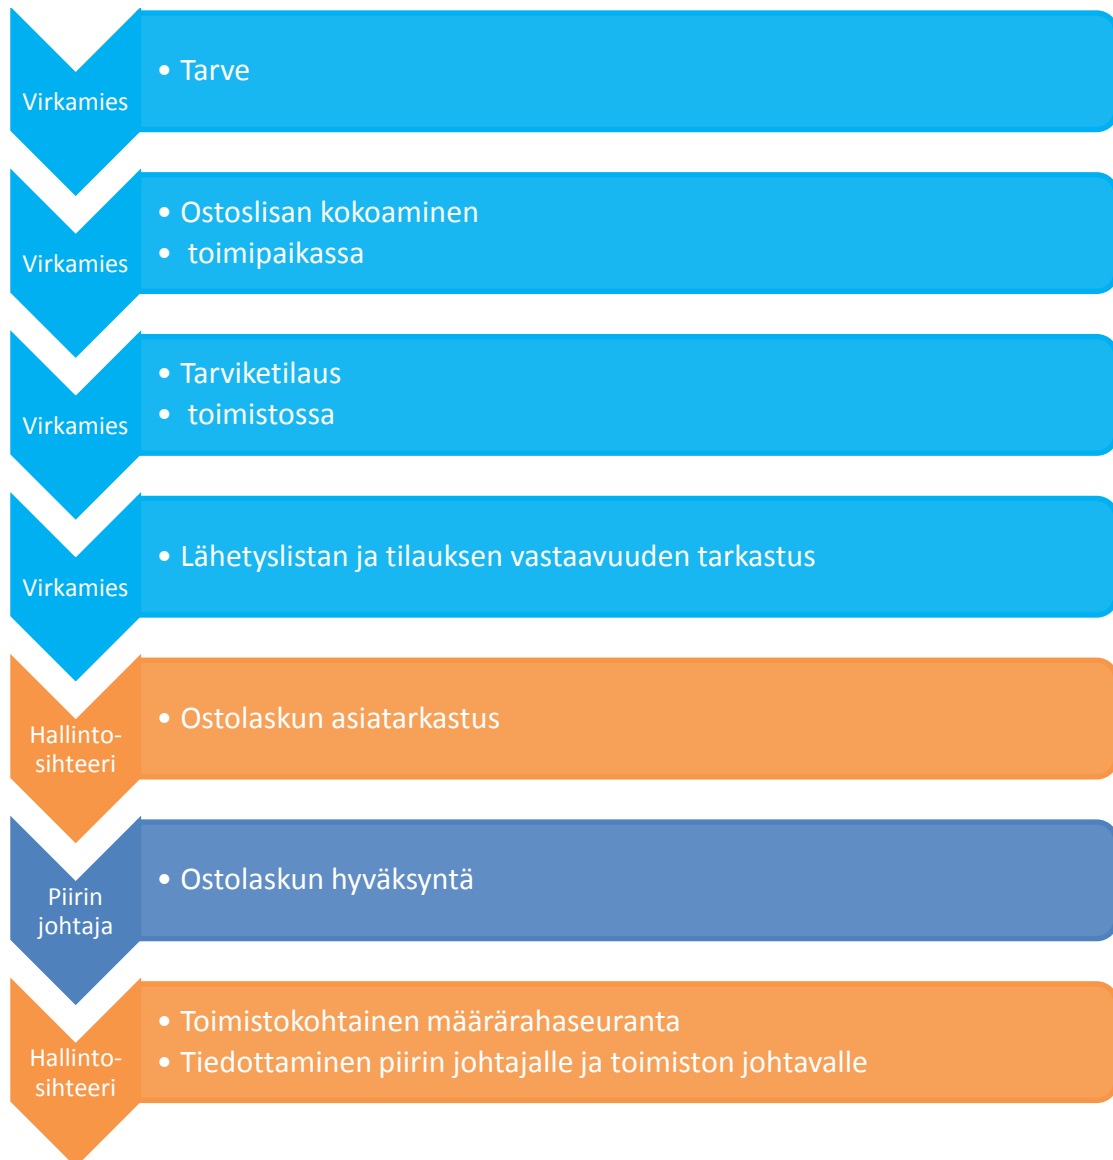 Virkamies
• Tarve
Virkamies
• Ostoslisan kokoaminen
• toimipaikassa
Virkamies
• Tarviketilaus
• toimistossa
Virkamies
• Lähetyslistan ja tilauksen vastaavuuden tarkastus
Hallinto-
sihteeri
• Ostolaskun asiatarkastus
Piirin
johtaja
• Ostolaskun hyväksyntä
Hallinto-
sihteeri
• Toimistokohtainen määrärahaseuranta
• Tiedottaminen piirin johtajalle ja toimiston johtavalle